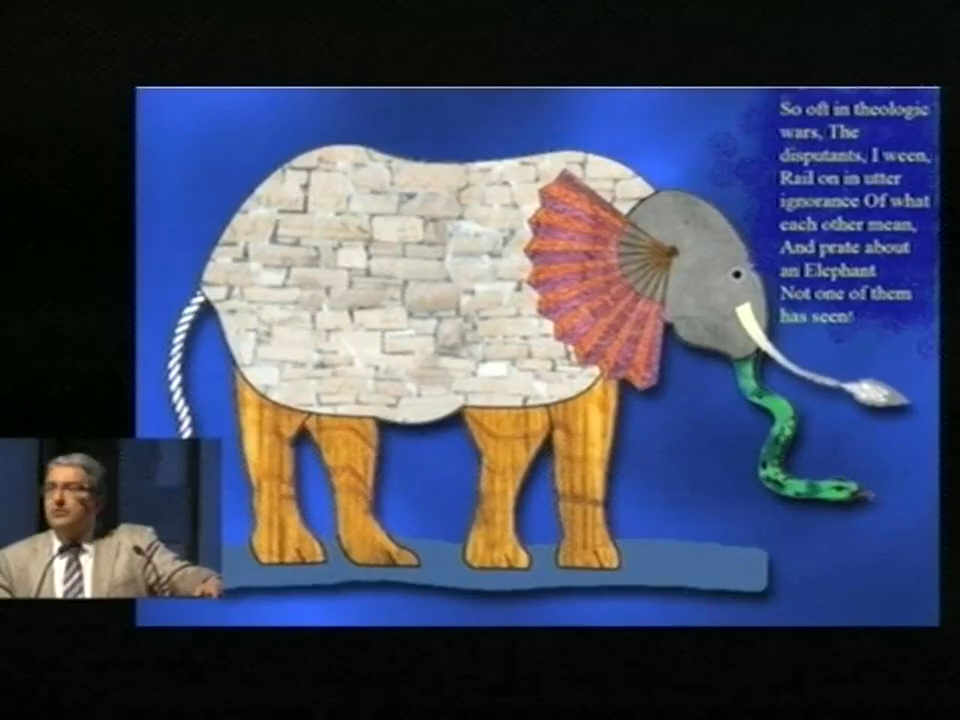 So oft in theologic
wars, The
disputants, I ween,
Rail on in utter
ignorance Of what
each other mean,
And prate about
an Elephant
Not one of them
has seen!